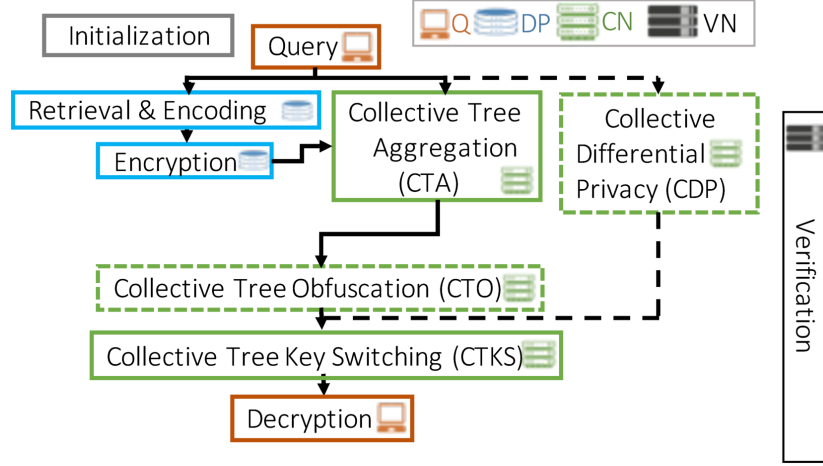 Initialization
Query
Q DP CN VN
Retrieval & Encoding
Encryption
Collective Tree
Aggregation
(CTA)
Collective
Differential
Privacy (CDP)
Verification
Collective Tree Obfuscation (CTO)
Collective Tree Key Switching (CTKS)
Decryption